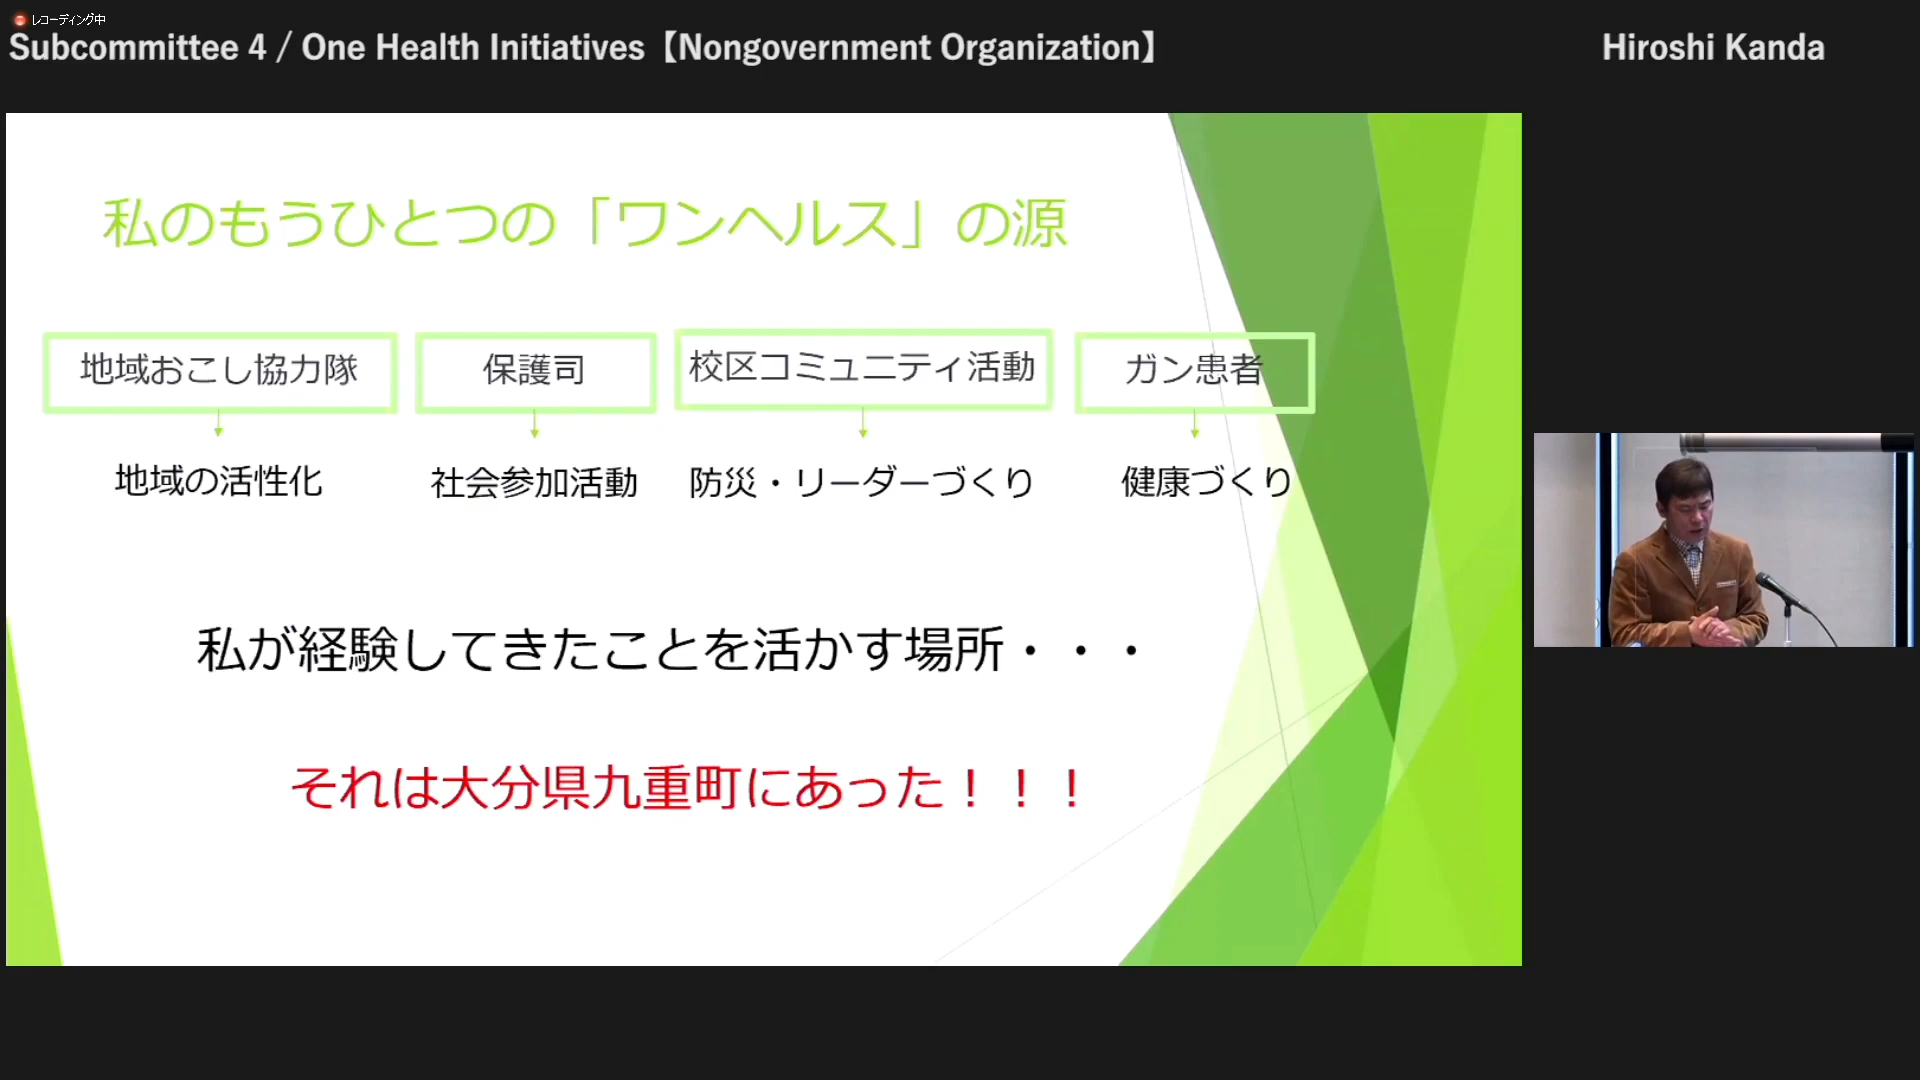 レコーディング中
Subcommittee 4 / One Health Initiatives【Nongovernment Organization】
Hiroshi Kanda
私のもうひとつの「ワンヘルス」の源
地域おこし協力隊
保護司
校区コミュニティ活動
ガン患者
地域の活性化
社会参加活動
防災・リーダーづくり
健康づくり
私が経験してきたことを活かす場所・・・
それは大分県九重町にあった！！！